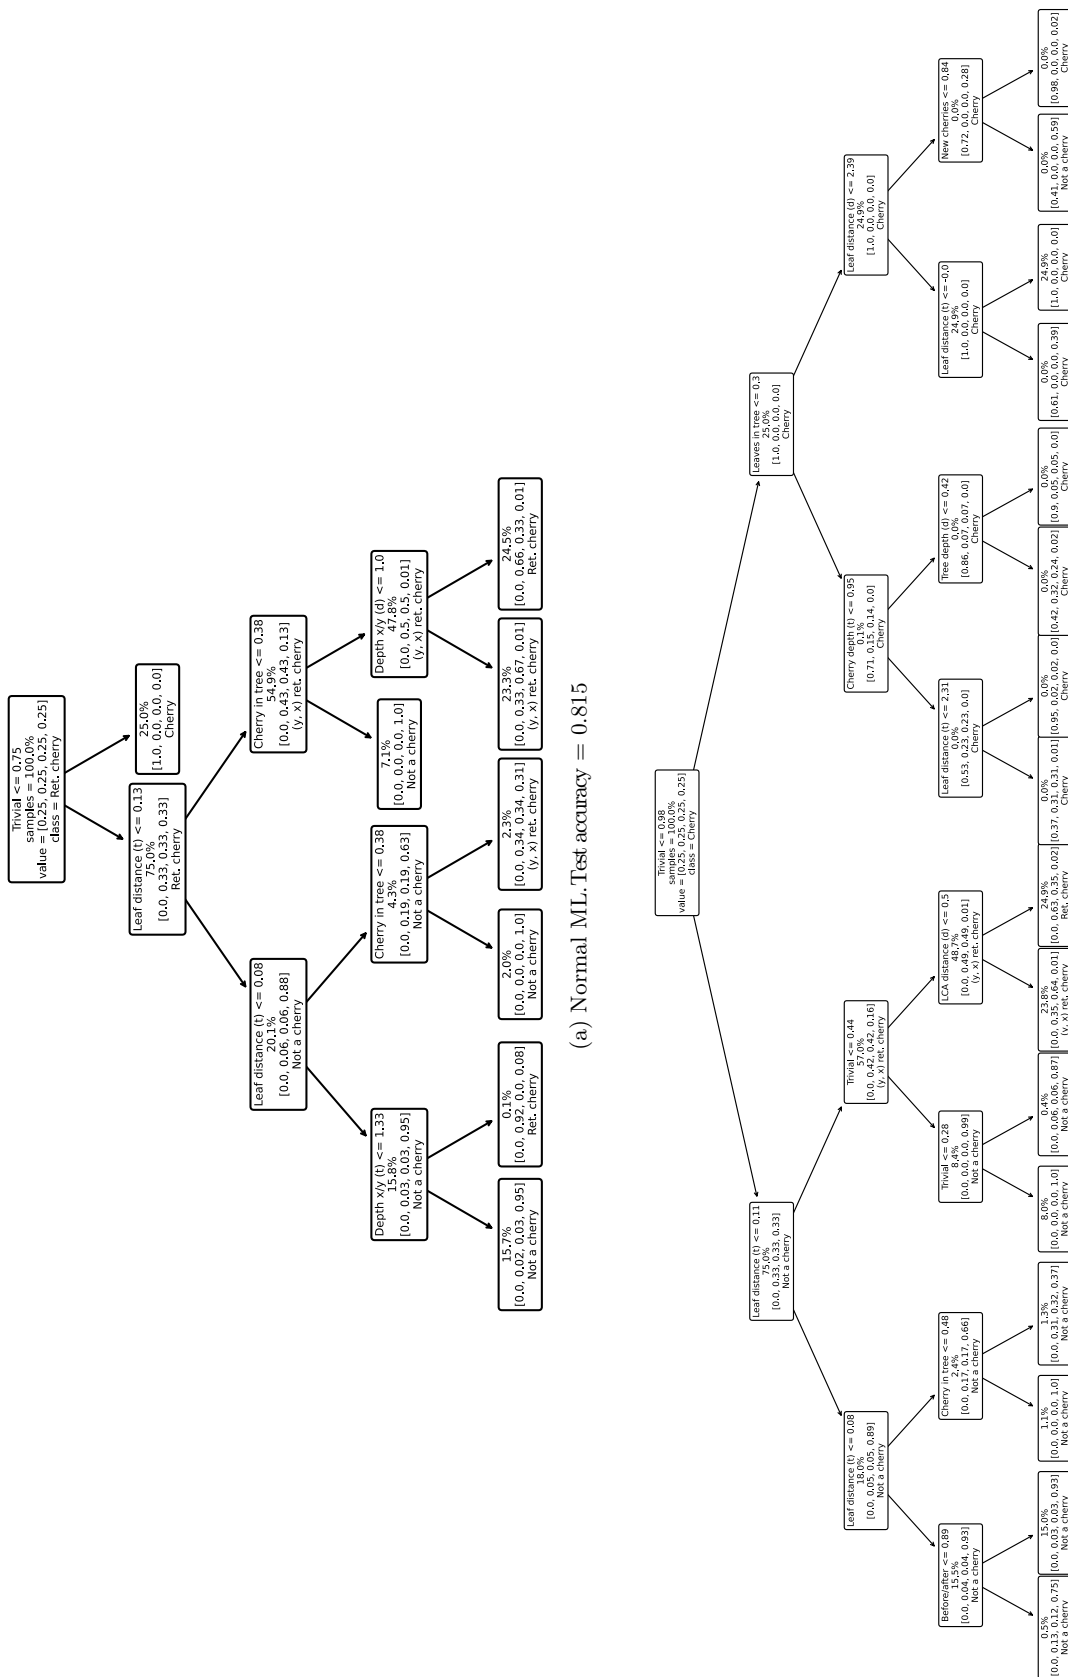 Trivial <= 0.75
samples = 100.0%
value = [0.25, 0.25, 0.25, 0.25]
class = Ret. cherry
Leaf distance (t) <= 0.13
75.0%
[0.0, 0.33, 0.33, 0.33]
Ret. cherry
25.0%
[1.0, 0.0, 0.0, 0.0]
Cherry
Leaf distance (t) <= 0.08
20.1%
[0.0, 0.06, 0.06, 0.88]
Not a cherry
Cherry in tree <= 0.38
54.9%
[0.0, 0.43, 0.43, 0.13]
(y, x) ret. cherry
Depth x/y (t) <= 1.33
15.8%
[0.0, 0.03, 0.03, 0.95]
Not a cherry
Cherry in tree <= 0.38
4.3%
[0.0, 0.19, 0.19, 0.63]
Not a cherry
7.1%
[0.0, 0.0, 0.0, 1.0]
Not a cherry
Depth x/y (d) <= 1.0
47.8%
[0.0, 0.5, 0.5, 0.01]
(y, x) ret. cherry
15.7%
[0.0, 0.02, 0.03, 0.95]
Not a cherry
0.1%
[0.0, 0.92, 0.0, 0.08]
Ret. cherry
2.0%
[0.0, 0.0, 0.0, 1.0]
Not a cherry
2.3%
[0.0, 0.34, 0.34, 0.31]
(y, x) ret. cherry
23.3%
[0.0, 0.33, 0.67, 0.01]
(y, x) ret. cherry
24.5%
[0.0, 0.66, 0.33, 0.01]
Ret. cherry
(a) Normal ML. Test accuracy = 0.815
Trivial <= 0.98
samples = 100.0%
value = [0.25, 0.25, 0.25, 0.25]
class = Cherry
Leaf distance (t) <= 0.11
75.0%
[0.0, 0.33, 0.33, 0.33]
Not a cherry
Leaves in tree <= 0.3
25.0%
[1.0, 0.0, 0.0, 0.0]
Cherry
Leaf distance (t) <= 0.08
18.0%
[0.0, 0.05, 0.05, 0.89]
Not a cherry
Trivial <= 0.44
57.0%
[0.0, 0.42, 0.42, 0.16]
(y, x) ret. cherry
Cherry depth (t) <= 0.95
0.1%
[0.71, 0.15, 0.14, 0.0]
Cherry
Leaf distance (d) <= 2.39
24.9%
[1.0, 0.0, 0.0, 0.0]
Cherry
Before/after <= 0.89
15.5%
[0.0, 0.04, 0.04, 0.93]
Not a cherry
Cherry in tree <= 0.48
2.4%
[0.0, 0.17, 0.17, 0.66]
Not a cherry
Trivial <= 0.28
8.4%
[0.0, 0.0, 0.0, 0.99]
Not a cherry
LCA distance (d) <= 0.5
48.7%
[0.0, 0.49, 0.49, 0.01]
(y, x) ret. cherry
Leaf distance (t) <= 2.31
0.0%
[0.53, 0.23, 0.23, 0.0]
Cherry
Tree depth (d) <= 0.42
0.0%
[0.86, 0.07, 0.07, 0.0]
Cherry
Leaf distance (t) <= -0.0
24.9%
[1.0, 0.0, 0.0, 0.0]
Cherry
New cherries <= 0.84
0.0%
[0.72, 0.0, 0.0, 0.28]
Cherry
0.5%
[0.0, 0.13, 0.12, 0.75]
Not a cherry
15.0%
[0.0, 0.03, 0.03, 0.93]
Not a cherry
1.1%
[0.0, 0.0, 0.0, 1.0]
Not a cherry
1.3%
[0.0, 0.31, 0.32, 0.37]
Not a cherry
8.0%
[0.0, 0.0, 0.0, 1.0]
Not a cherry
0.4%
[0.0, 0.06, 0.06, 0.87]
Not a cherry
23.8%
[0.0, 0.35, 0.64, 0.01]
(y, x) ret. cherry
24.9%
[0.0, 0.63, 0.35, 0.02]
Ret. cherry
0.0%
[0.37, 0.31, 0.31, 0.01]
Cherry
0.0%
[0.95, 0.02, 0.02, 0.0]
Cherry
0.0%
[0.42, 0.32, 0.24, 0.02]
Cherry
0.0%
[0.9, 0.05, 0.05, 0.0]
Cherry
0.0%
[0.61, 0.0, 0.0, 0.39]
Cherry
24.9%
[1.0, 0.0, 0.0, 0.0]
Cherry
0.0%
[0.41, 0.0, 0.0, 0.59]
Not a cherry
0.0%
[0.98, 0.0, 0.0, 0.02]
Cherry